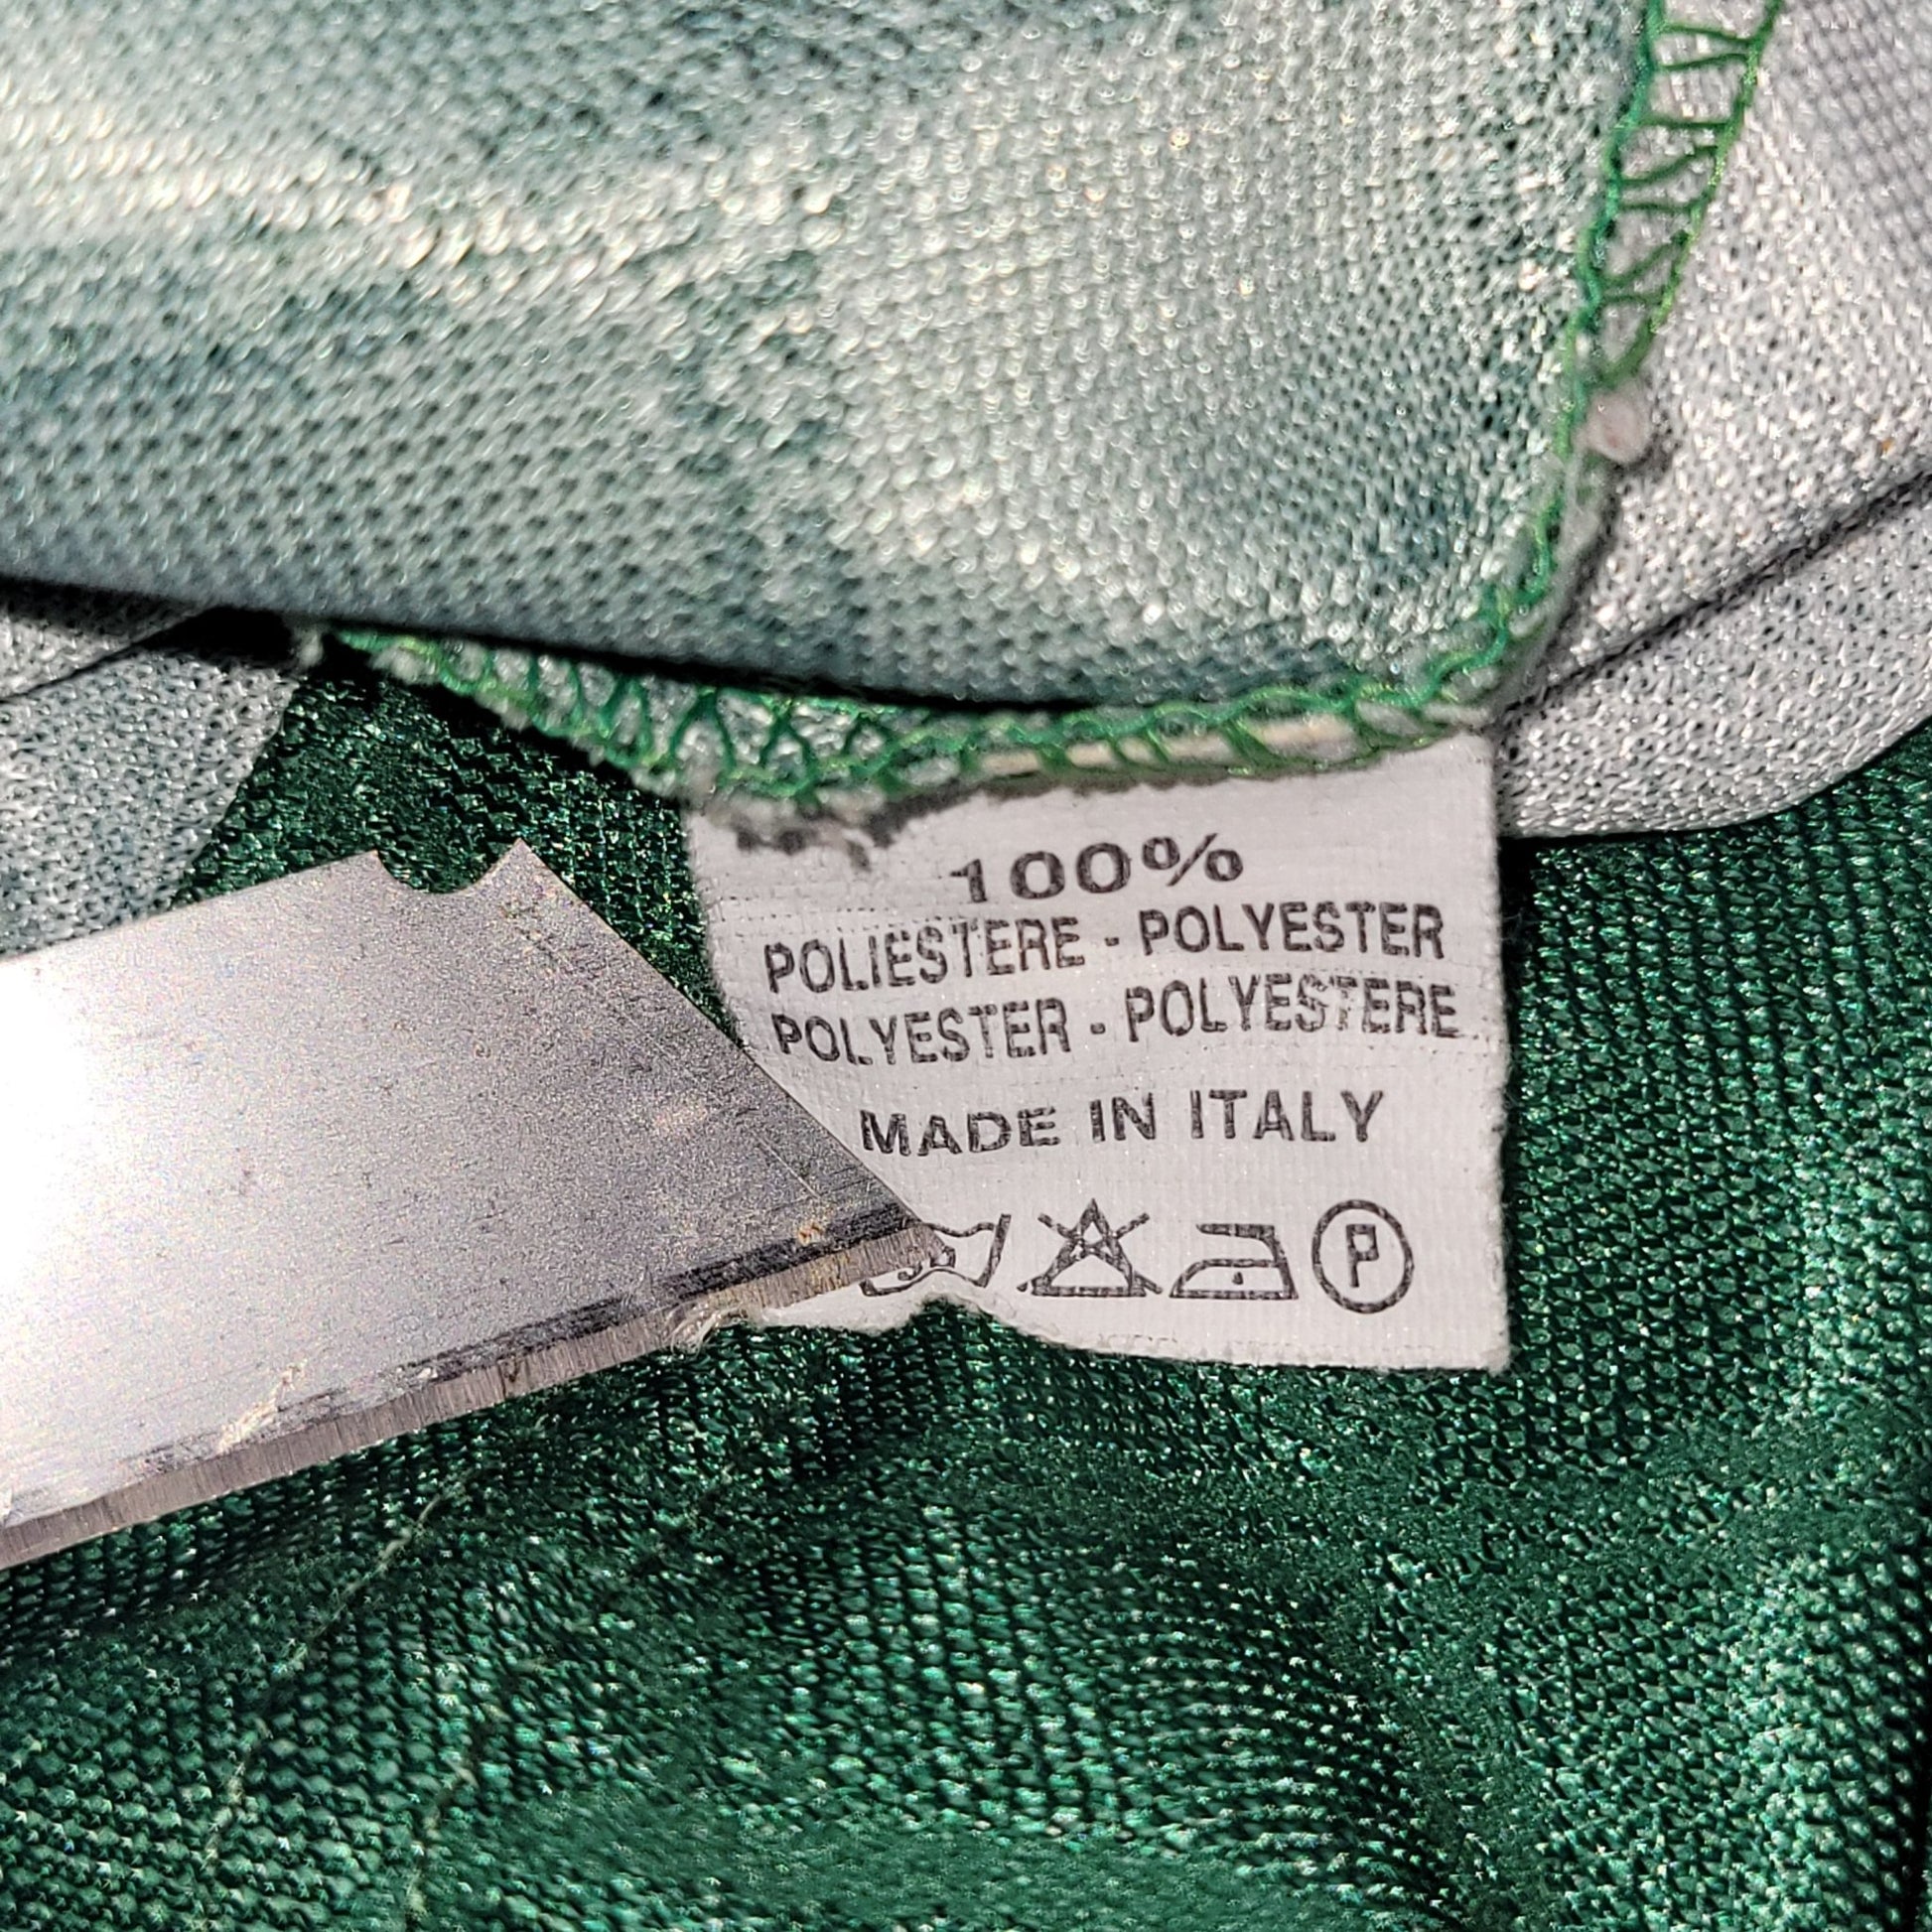 100%
POLIESTERE - POLYESTER
POLYESTER - POLYESTERE
MADE IN ITALY
P